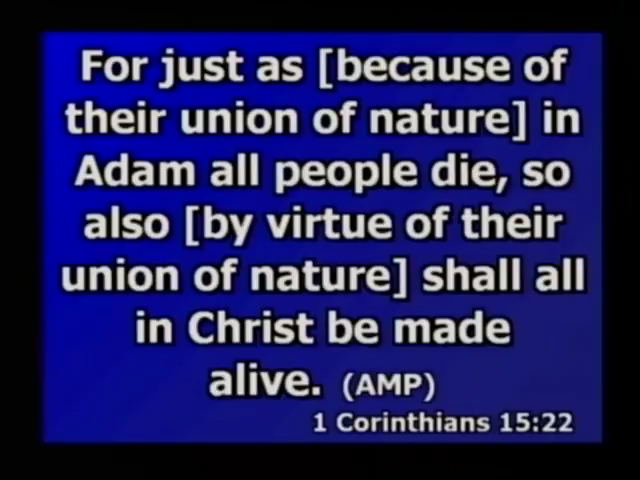 For just as [because of
their union of nature] in
Adam all people die, so
also [by virtue of their
union of nature] shall all
in Christ be made
alive. (AMP)
1 Corinthians 15:22